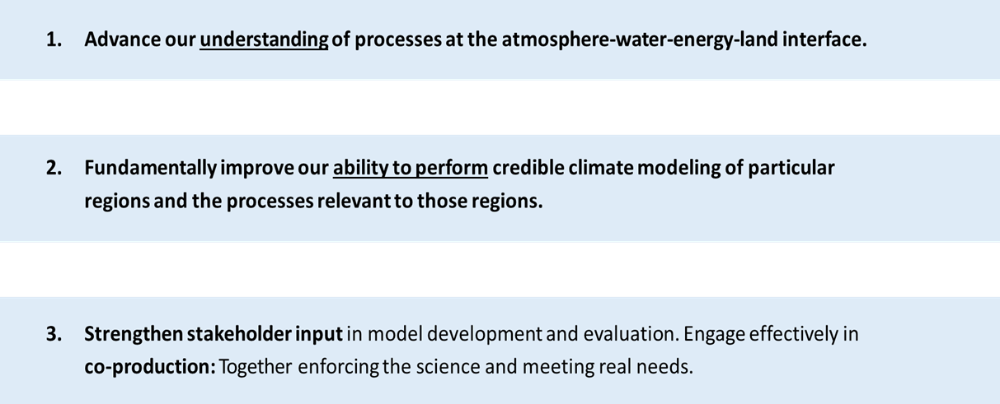 1. Advance our understanding of processes at the atmosphere-water-energy-land interface.
2. Fundamentally improve our ability to perform credible climate modeling of particular
regions and the processes relevant to those regions.
3. Strengthen stakeholder input in model development and evaluation. Engage effectively in
co-production: Together enforcing the science and meeting real needs.